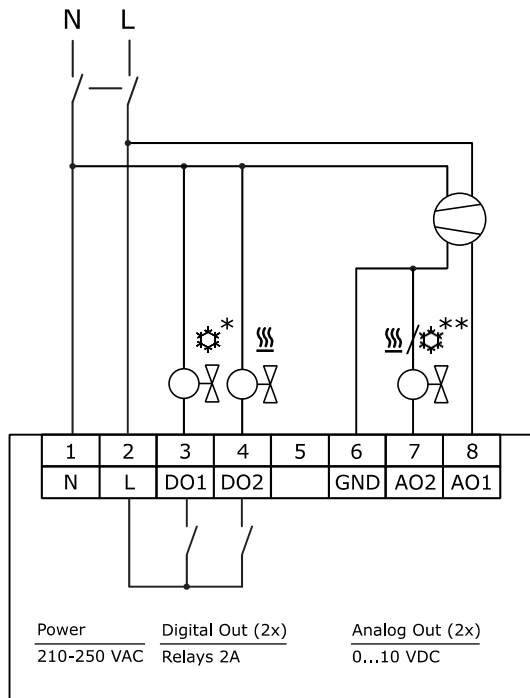 N L
*
**
1 2 3 4 5 6 7 8
N L DO1 DO2 GND AO2 AO1
Power Digital Out (2x) Analog Out (2x)
210-250 VAC Relays 2A 0...10 VDC